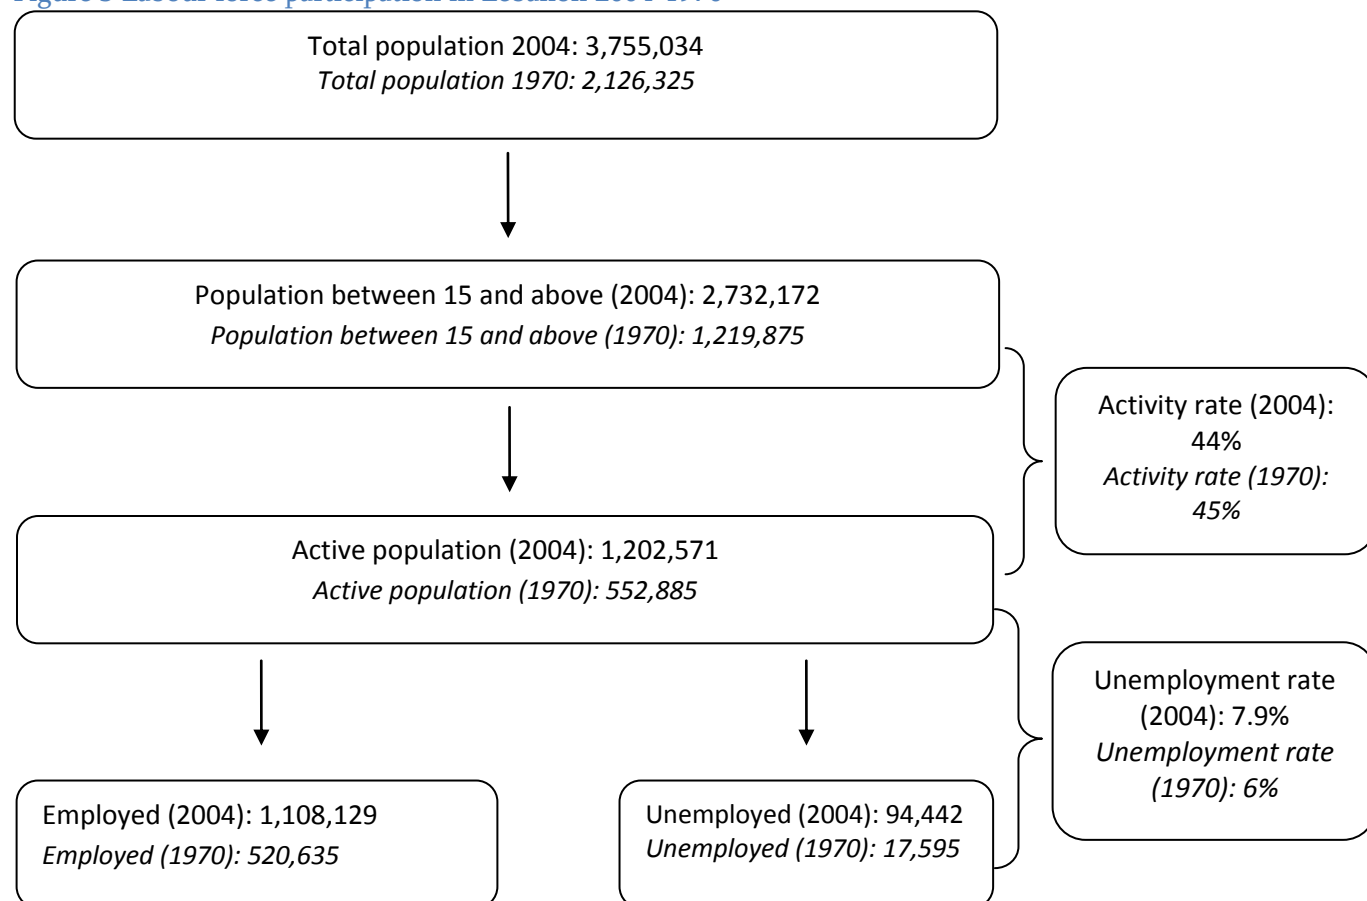 Total population 2004: 3,755,034
Total population 1970: 2,126,325
Population between 15 and above (2004): 2,732,172
Population between 15 and above (1970): 1,219,875
Activity rate (2004):
44%
Activity rate (1970):
45%
Active population (2004): 1,202,571
Active population (1970): 552,885
Unemployment rate
(2004): 7.9%
Unemployment rate
(1970): 6%
Employed (2004): 1,108,129
Employed (1970): 520,635
Unemployed (2004): 94,442
Unemployed (1970): 17,595